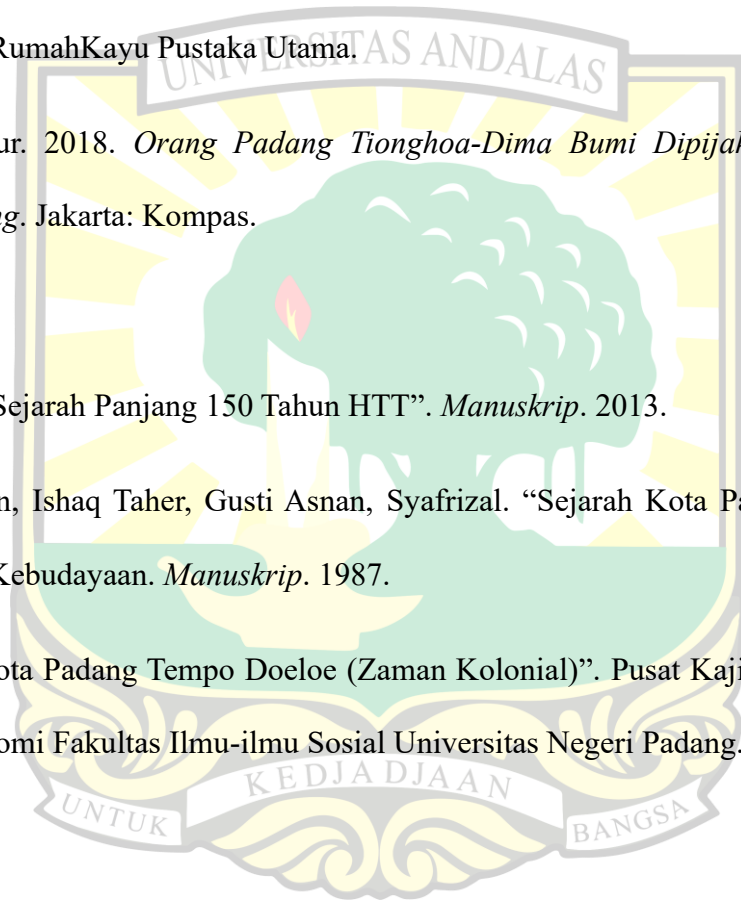 RumahKayu Pustaka Utama.
UNIVERSITAS ANDALAS
ur. 2018. Orang Padang Tionghoa-Dima Bumi Dipijak
ng. Jakarta: Kompas.
Sejarah Panjang 150 Tahun HTT”. Manuskrip. 2013.
n, Ishaq Taher, Gusti Asnan, Syafrizal. “Sejarah Kota Pa
Kebudayaan. Manuskrip. 1987.
ota Padang Tempo Doeloe (Zaman Kolonial)”. Pusat Kaji
omi Fakultas Ilmu-ilmu Sosial Universitas Negeri Padang.
UNTUK KEDJADJAAN BANGSA